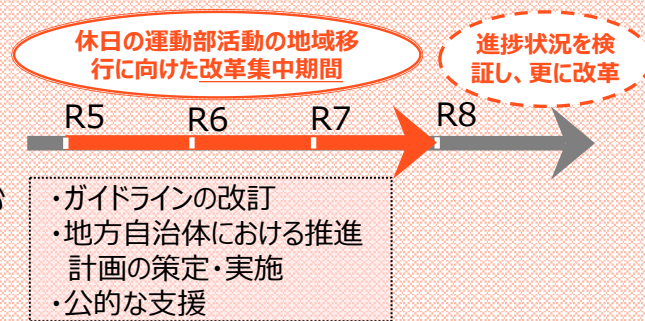 休日の運動部活動の地域移
行に向けた改革集中期間
進捗状況を検
証し、更に改革
R5 R6 R7 R8
・ガイドラインの改訂
・地方自治体における推進
計画の策定・実施
・公的な支援